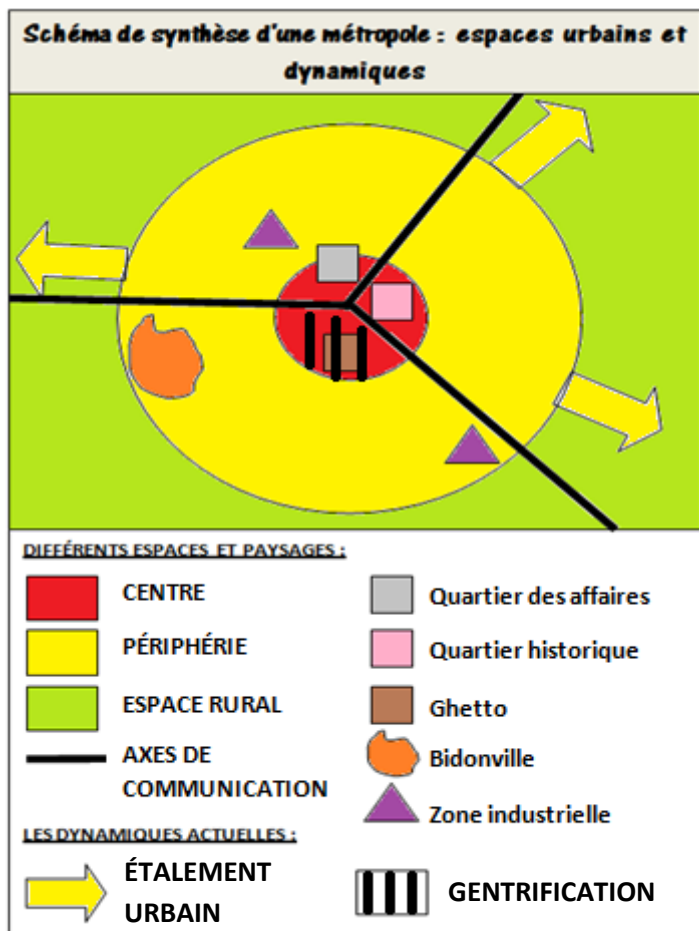 Schéma de synthèse d'une métropole : espaces urbains et
dynamiques
DIFFÉRENTS ESPACES ET PAYSAGES :
CENTRE
PÉRIPHÉRIE
ESPACE RURAL
AXES DE
COMMUNICATION
Quartier des affaires
Quartier historique
Ghetto
Bidonville
Zone industrielle
LES DYNAMIQUES ACTUELLES :
ÉTALEMENT
URBAIN
GENTRIFICATION